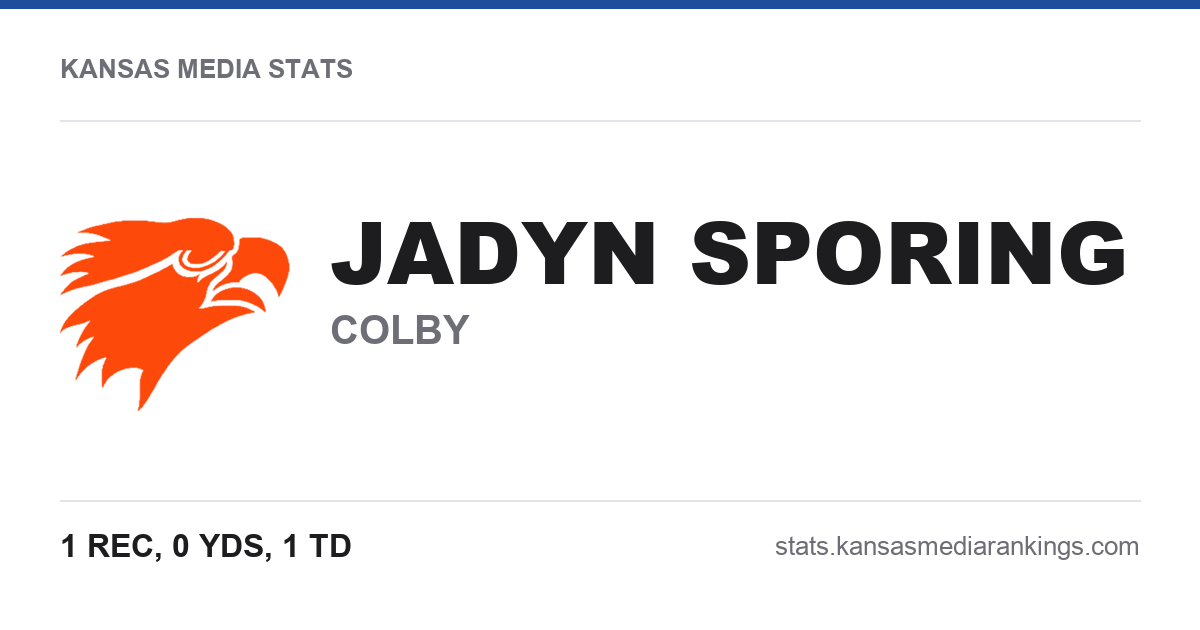 KANSAS MEDIA STATS
JADYN SPORING
COLBY
1 REC, 0 YDS, 1 TD
stats.kansasmediarankings.com